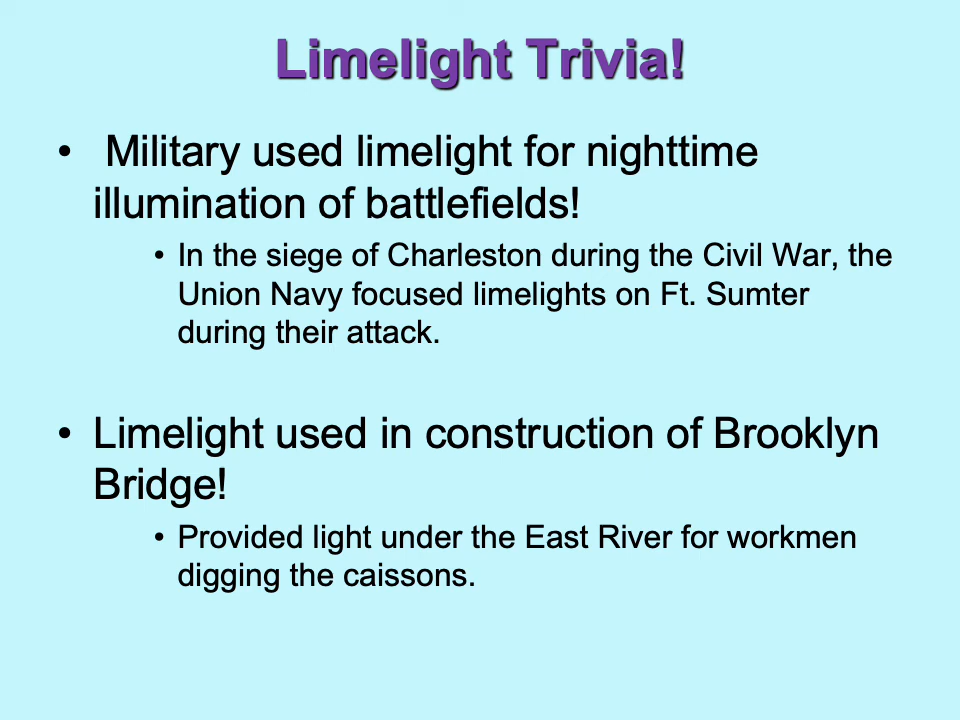 Limelight Trivia!
• Military used limelight for nighttime
illumination of battlefields!
• In the siege of Charleston during the Civil War, the
Union Navy focused limelights on Ft. Sumter
during their attack.
• Limelight used in construction of Brooklyn
Bridge!
• Provided light under the East River for workmen
digging the caissons.